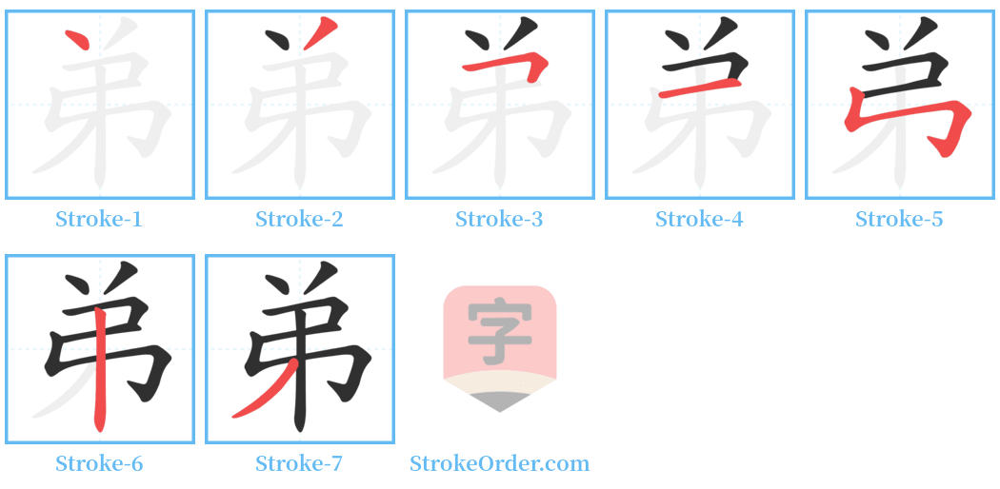 弟 弟 弟 弟 弟
Stroke-1 Stroke-2 Stroke-3 Stroke-4 Stroke-5
弟 弟 字
Stroke-6 Stroke-7 StrokeOrder.com